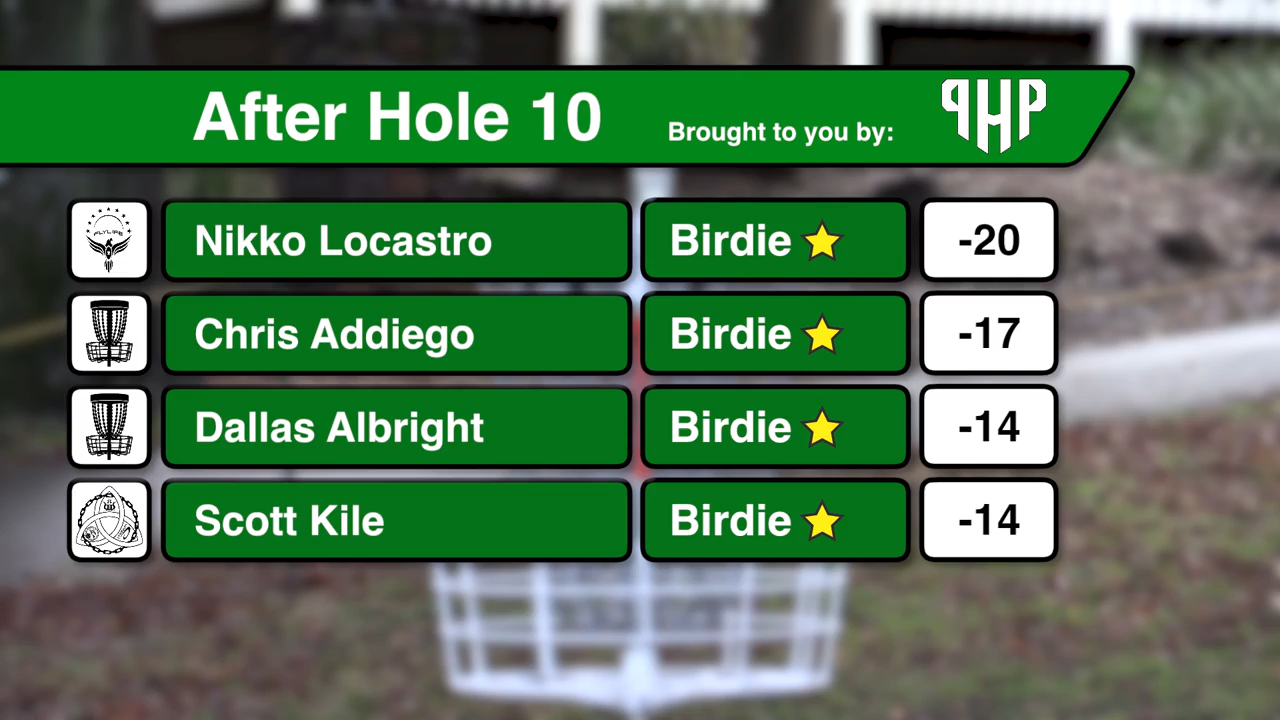 After Hole 10
Brought to you by:
PHP
FLYLIFE
Nikko Locastro Birdie -20
Chris Addiego Birdie -17
Dallas Albright Birdie -14
Scott Kile Birdie -14